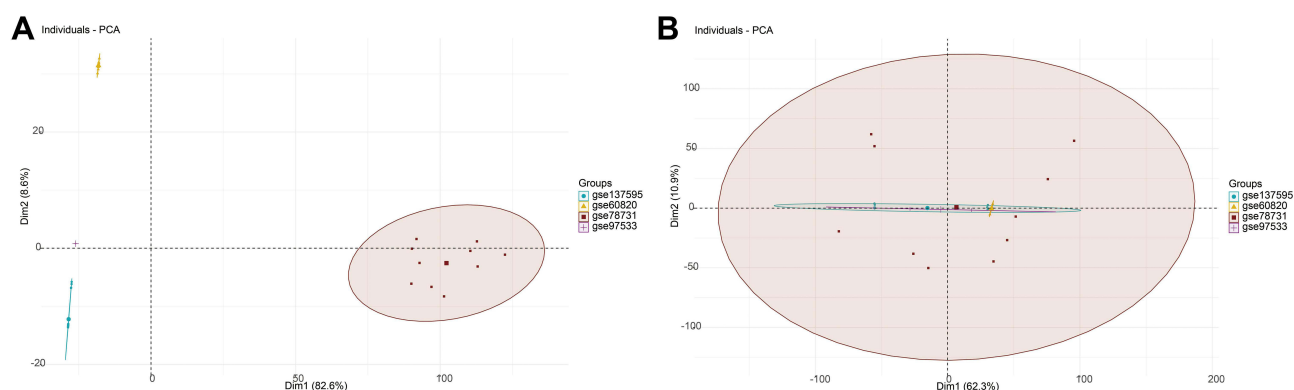 A
Individuals - PCA
20
0
-20
Dim2 (8.6%)
0
50
100
Dim1 (82.6%)
Groups
gse137595
gse60820
gse78731
gse97533
B
Individuals - PCA
100
50
0
-50
-100
Dim2 (10.9%)
-100
0
100
200
Dim1 (62.3%)
Groups
gse137595
gse60820
gse78731
gse97533